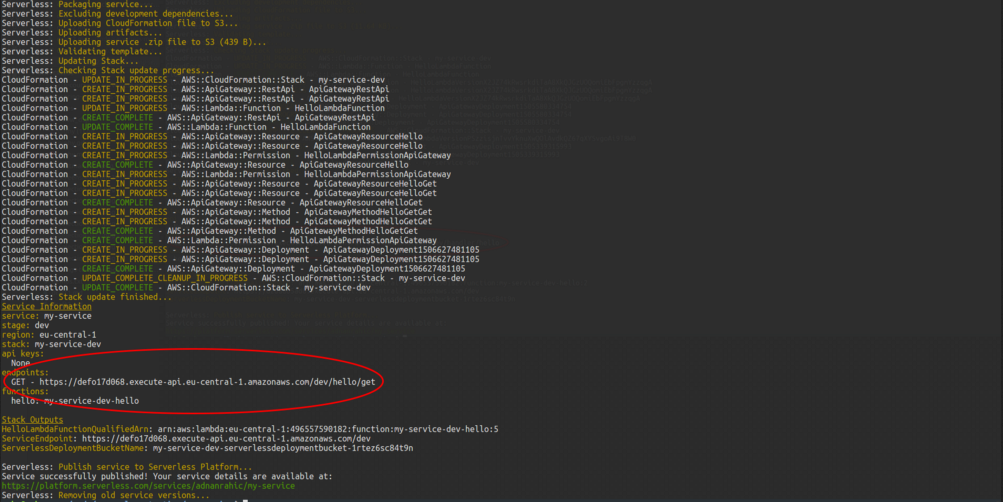 Serverless: Packaging service...
Serverless: Excluding development dependencies...
Serverless: Uploading CloudFormation file to S3...
Serverless: Uploading artifacts...
Serverless: Uploading service .zip file to S3 (439 B)...
Serverless: Validating template...
Serverless: Updating Stack...
Serverless: Checking Stack update progress...
CloudFormation - UPDATE_IN_PROGRESS - AWS::CloudFormation::Stack - my-service-dev
CloudFormation - CREATE_IN_PROGRESS - AWS::ApiGateway::RestApi - ApiGatewayRestApi
CloudFormation - CREATE_IN_PROGRESS - AWS::ApiGateway::RestApi - ApiGatewayRestApi
CloudFormation - UPDATE_IN_PROGRESS - AWS::Lambda::Function - HelloLambdaFunction
CloudFormation - CREATE_COMPLETE - AWS::ApiGateway::RestApi - ApiGatewayRestApi
CloudFormation - UPDATE_COMPLETE - AWS::Lambda::Function - HelloLambdaFunction
CloudFormation - CREATE_IN_PROGRESS - AWS::ApiGateway::Resource - ApiGatewayResourceHello
CloudFormation - CREATE_IN_PROGRESS - AWS::ApiGateway::Resource - ApiGatewayResourceHello
CloudFormation - CREATE_IN_PROGRESS - AWS::Lambda::Permission - HelloLambdaPermissionApiGateway
CloudFormation - CREATE_COMPLETE - AWS::ApiGateway::Resource - ApiGatewayResourceHello
CloudFormation - CREATE_IN_PROGRESS - AWS::Lambda::Permission - HelloLambdaPermissionApiGateway
CloudFormation - CREATE_IN_PROGRESS - AWS::ApiGateway::Resource - ApiGatewayResourceHelloGet
CloudFormation - CREATE_IN_PROGRESS - AWS::ApiGateway::Resource - ApiGatewayResourceHelloGet
CloudFormation - CREATE_COMPLETE - AWS::ApiGateway::Resource - ApiGatewayResourceHelloGet
CloudFormation - CREATE_IN_PROGRESS - AWS::ApiGateway::Method - ApiGatewayMethodHelloGetGet
CloudFormation - CREATE_IN_PROGRESS - AWS::ApiGateway::Method - ApiGatewayMethodHelloGetGet
CloudFormation - CREATE_COMPLETE - AWS::ApiGateway::Method - ApiGatewayMethodHelloGetGet
CloudFormation - CREATE_COMPLETE - AWS::Lambda::Permission - HelloLambdaPermissionApiGateway
CloudFormation - CREATE_IN_PROGRESS - AWS::ApiGateway::Deployment - ApiGatewayDeployment1506627481105
CloudFormation - CREATE_IN_PROGRESS - AWS::ApiGateway::Deployment - ApiGatewayDeployment1506627481105
CloudFormation - CREATE_COMPLETE - AWS::ApiGateway::Deployment - ApiGatewayDeployment1506627481105
CloudFormation - UPDATE_COMPLETE_CLEANUP_IN_PROGRESS - AWS::CloudFormation::Stack - my-service-dev
CloudFormation - UPDATE_COMPLETE - AWS::CloudFormation::Stack - my-service-dev
Serverless: Stack update finished...
Service Information
service: my-service
stage: dev
region: eu-central-1
stack: my-service-dev
api keys:
  None
endpoints:
  GET - https://defo17d068.execute-api.eu-central-1.amazonaws.com/dev/hello/get
functions:
  hello: my-service-dev-hello

Stack Outputs
HelloLambdaFunctionQualifiedArn: arn:aws:lambda:eu-central-1:496557590182:function:my-service-dev-hello:5
ServiceEndpoint: https://defo17d068.execute-api.eu-central-1.amazonaws.com/dev
ServerlessDeploymentBucketName: my-service-dev-serverlessdeploymentbucket-1rtez6sc84t9n

Serverless: Publish service to Serverless Platform...
Service successfully published! Your service details are available at:
https://platform.serverless.com/services/adnanrahic/my-service
Serverless: Removing old service versions...